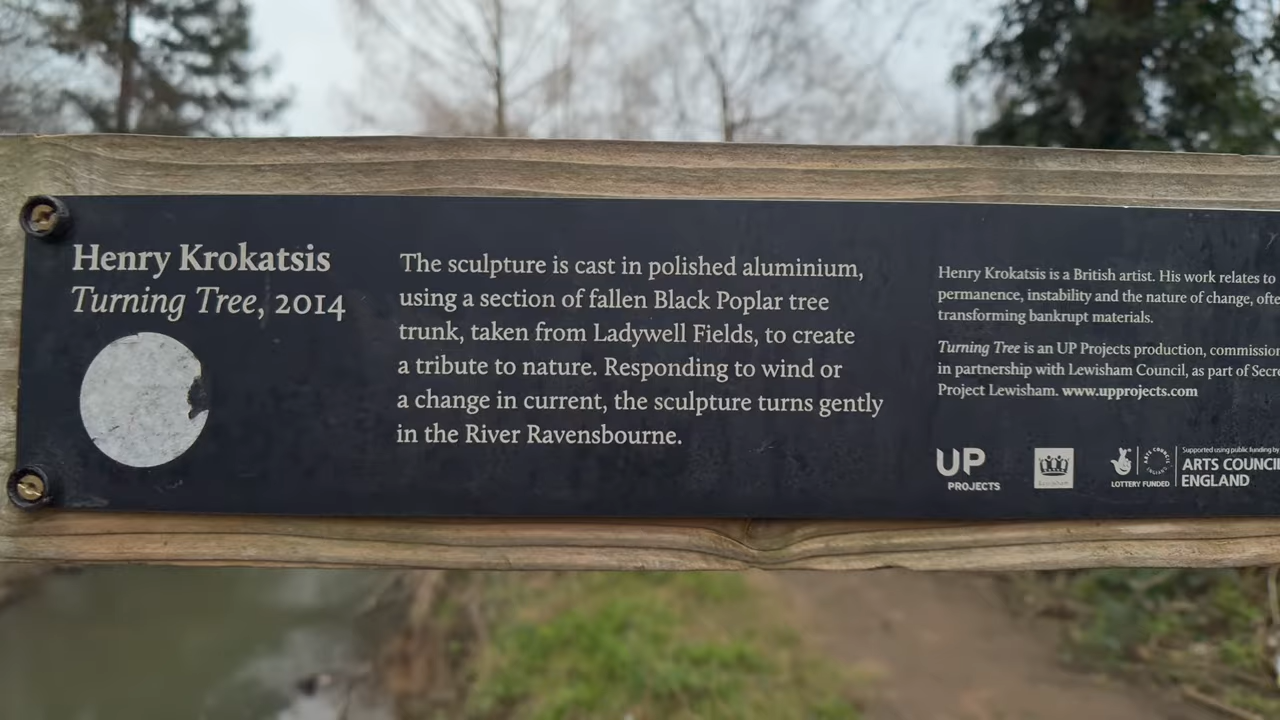 Henry Krokatsis
Turning Tree, 2014
The sculpture is cast in polished aluminium,
using a section of fallen Black Poplar tree
trunk, taken from Ladywell Fields, to create
a tribute to nature. Responding to wind or
a change in current, the sculpture turns gently
in the River Ravensbourne.
Henry Krokatsis is a British artist. His work relates to
permanence, instability and the nature of change,
transforming bankrupt materials.
Turning Tree is an UP Projects production,
in partnership with Lewisham Council, as part of
Project Lewisham. www.upprojects.com
UP
PROJECTS
Lewisham
LOTTERY FUNDED
ARTS COUNCIL ENGLAND
Supported using public funding by
ARTS COUNCIL
ENGLAND